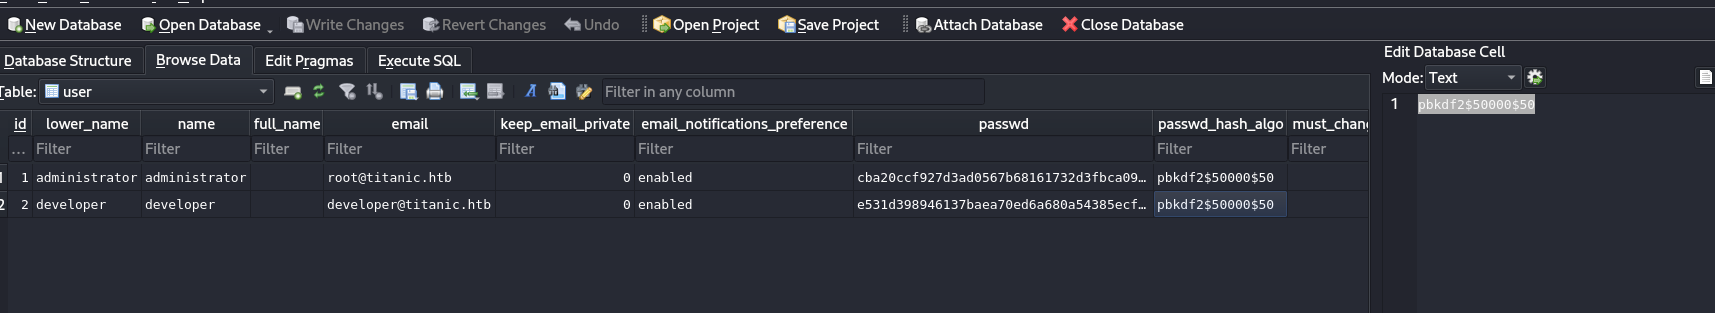 New Database Open Database Write Changes Revert Changes Undo Open Project Save Project Attach Database Close Database
Database Structure Browse Data Edit Pragmas Execute SQL
Edit Database Cell
Table: user Filter in any column
Mode: Text
1 pbkdf2$50000$50
id lower_name name full_name email keep_email_private email_notifications_preference passwd passwd_hash_algo must_chang
... Filter Filter Filter Filter Filter Filter Filter Filter Filter
1 1 administrator administrator root@titanic.htb 0 enabled cba20ccf927d3ad0567b68161732d3fbca09… pbkdf2$50000$50
2 2 developer developer developer@titanic.htb 0 enabled e531d398946137baea70ed6a680a54385ecf… pbkdf2$50000$50